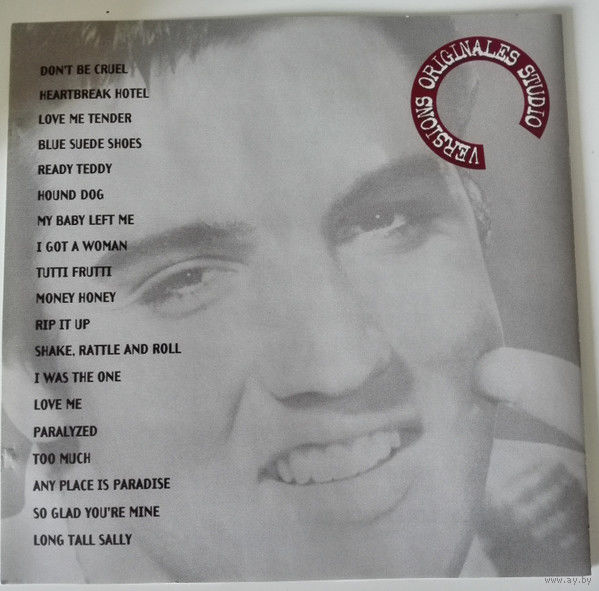 DON'T BE CRUEL
HEARTBREAK HOTEL
LOVE ME TENDER
BLUE SUEDE SHOES
READY TEDDY
HOUND DOG
MY BABY LEFT ME
I GOT A WOMAN
TUTTI FRUTTI
MONEY HONEY
RIP IT UP
SHAKE, RATTLE AND ROLL
I WAS THE ONE
LOVE ME
PARALYZED
TOO MUCH
ANY PLACE IS PARADISE
SO GLAD YOU'RE MINE
LONG TALL SALLY
VERSIONS ORIGINALES STUDIO
www.ay.by